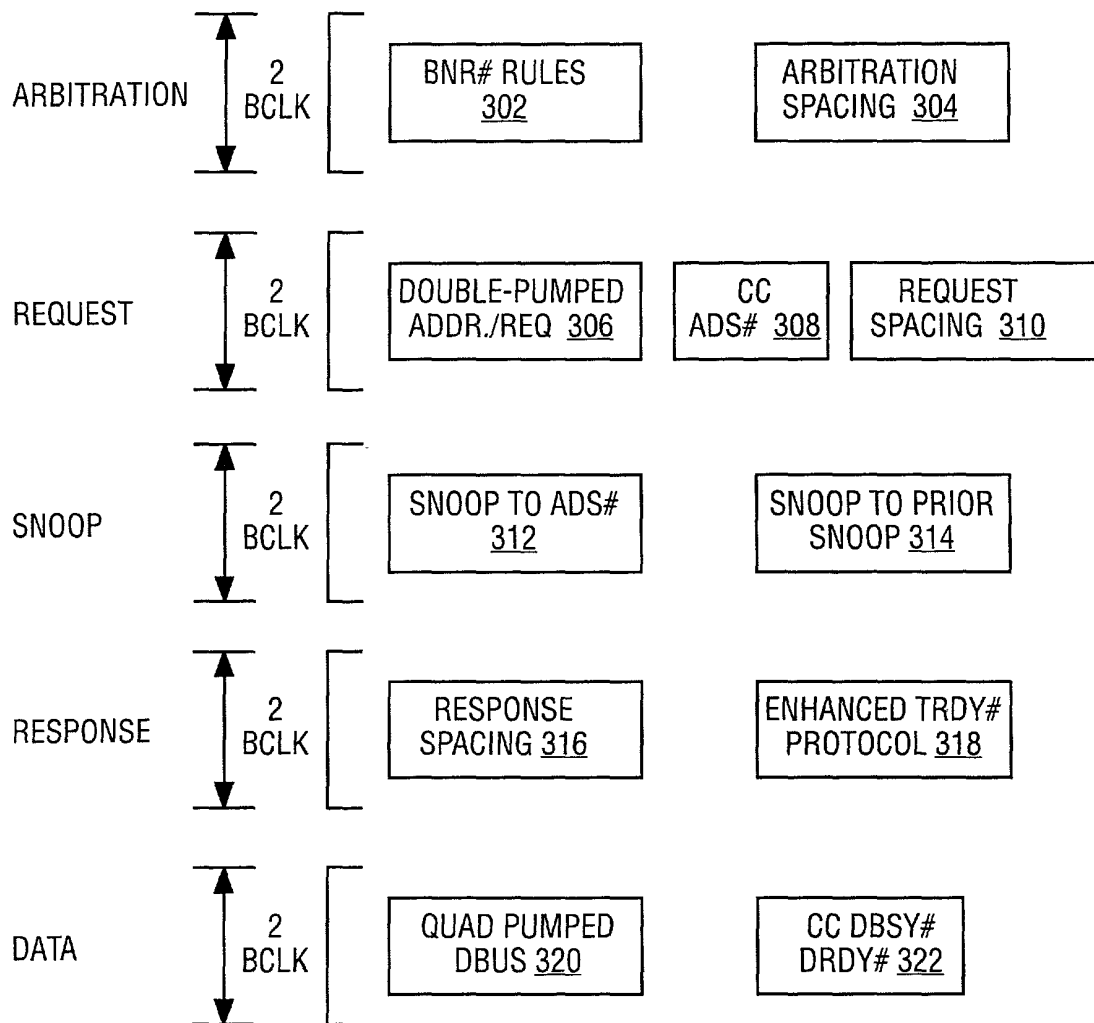 ARBITRATION
2
BCLK
BNR# RULES
302
ARBITRATION
SPACING 304
REQUEST
2
BCLK
DOUBLE-PUMPED
ADDR./REQ 306
CC
ADS# 308
REQUEST
SPACING 310
SNOOP
2
BCLK
SNOOP TO ADS#
312
SNOOP TO PRIOR
SNOOP 314
RESPONSE
2
BCLK
RESPONSE
SPACING 316
ENHANCED TRDY#
PROTOCOL 318
DATA
2
BCLK
QUAD PUMPED
DBUS 320
CC DBSY#
DRDY# 322